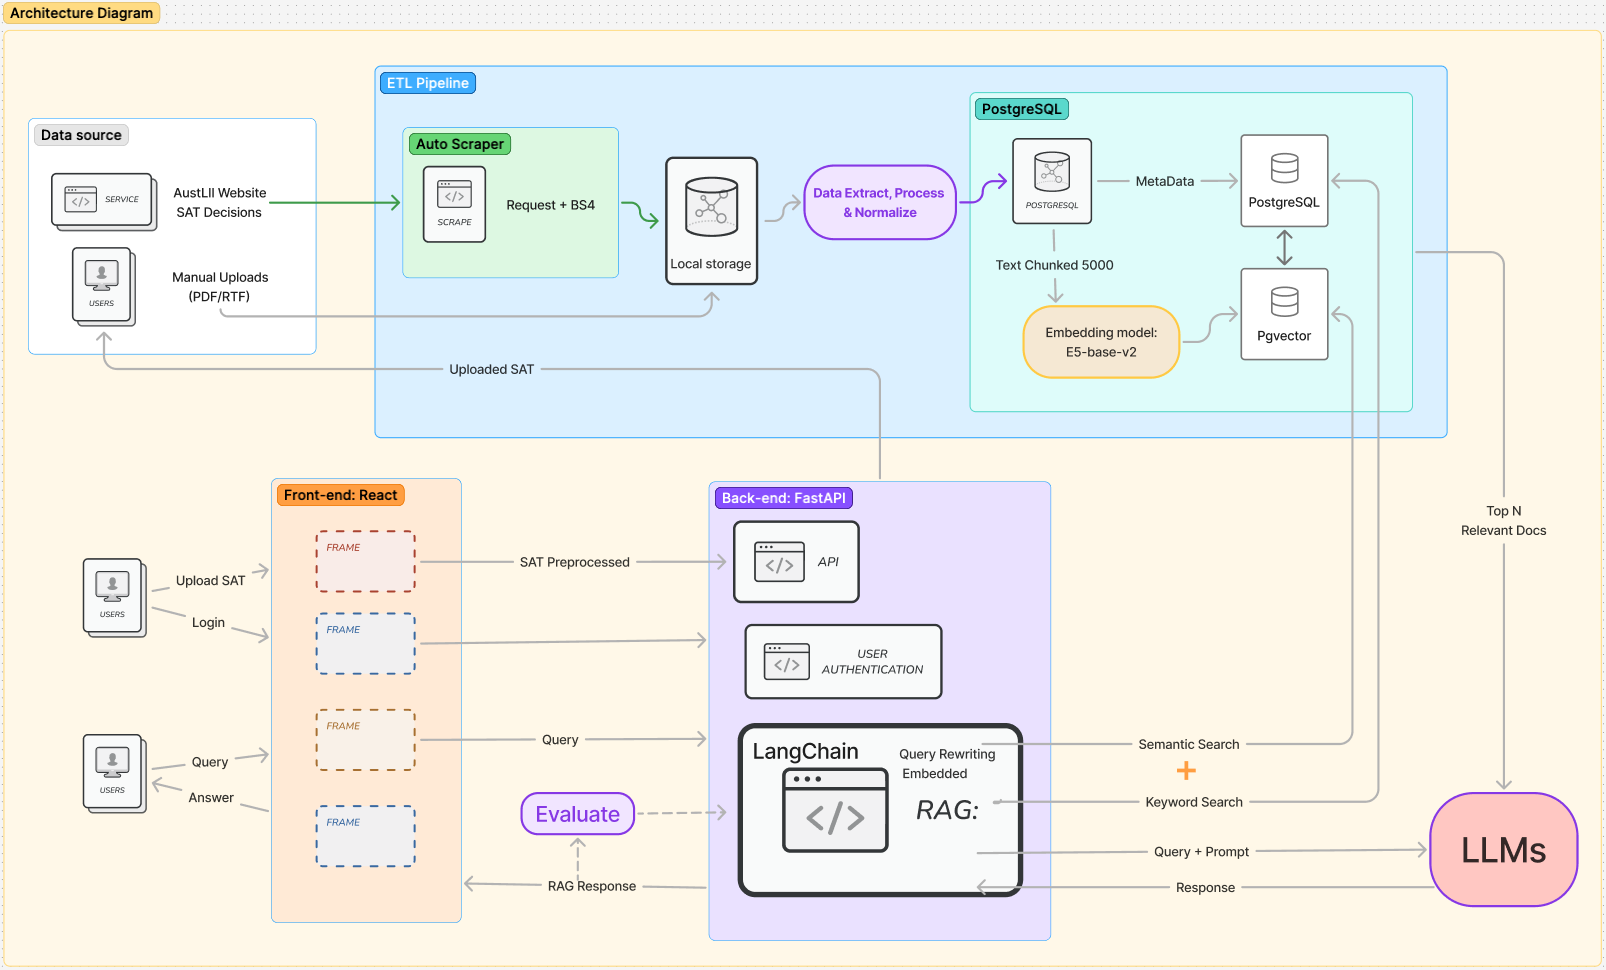 Architecture Diagram
ETL Pipeline
Data source
SERVICE
AustLII Website
SAT Decisions
USERS
Manual Uploads
(PDF/RTF)
Auto Scraper
SCRAPE
Request + BS4
Local storage
Data Extract, Process
& Normalize
PostgreSQL
POSTGRESQL
MetaData
PostgreSQL
Text Chunked 5000
Embedding model:
E5-base-v2
Pgvector
Uploaded SAT
Top N
Relevant Docs
Front-end: React
Back-end: FastAPI
USERS
Upload SAT
Login
FRAME
SAT Preprocessed
API
FRAME
USER
AUTHENTICATION
USERS
Query
Answer
FRAME
Query
FRAME
Evaluate
RAG Response
LangChain
Query Rewriting
Embedded
RAG:
Semantic Search
+
Keyword Search
Query + Prompt
Response
LLMs